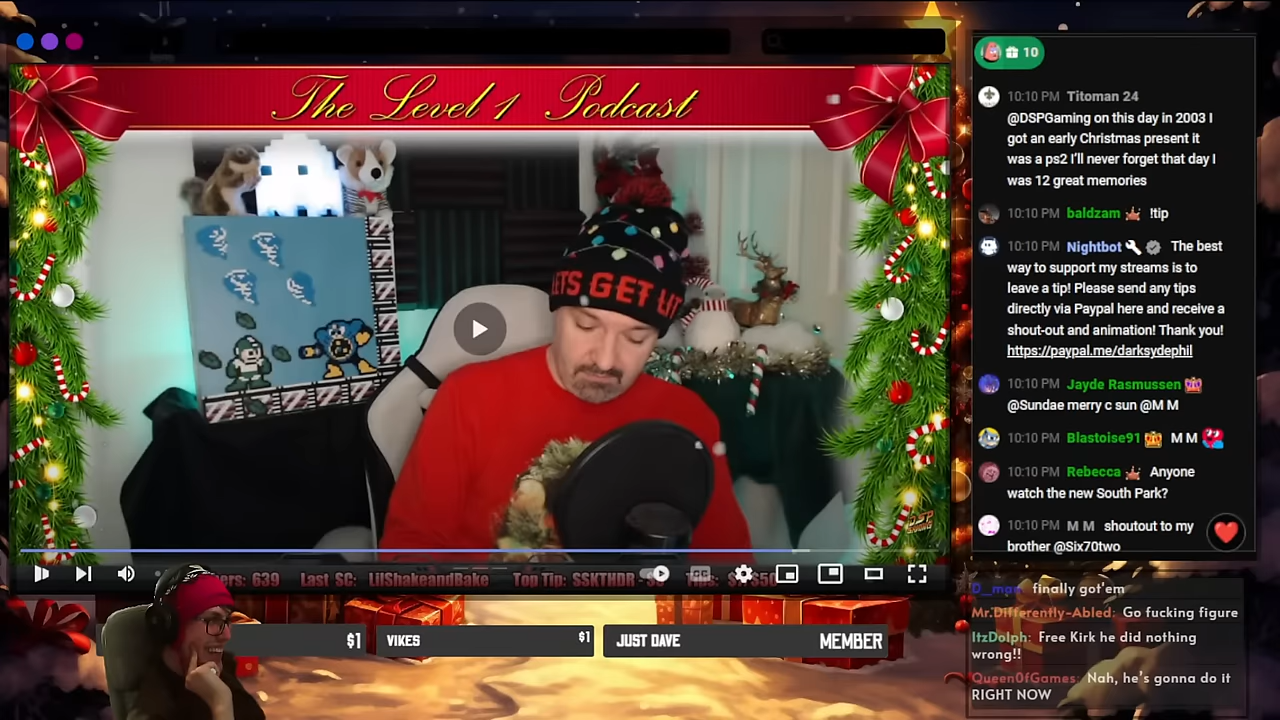 The Level 1 Podcast
LETS GET LIT
10
10:10 PM Titoman 24
@DSPGaming on this day in 2003 I
got an early Christmas present it
was a ps2 I'll never forget that day I
was 12 great memories
10:10 PM baldzam !tip
10:10 PM Nightbot The best
way to support my streams is to
leave a tip! Please send any tips
directly via Paypal here and receive a
shout-out and animation! Thank you!
https://paypal.me/darksydephil
10:10 PM Jayde Rasmussen
@Sundae merry c sun @M M
10:10 PM Blastoise91 M M
10:10 PM Rebecca Anyone
watch the new South Park?
10:10 PM M M shoutout to my
brother @Six70two
639 Last SC: LilShakeandBake Top Tip: SSKTHDR
$1 VIKES $1 JUST DAVE MEMBER
D_man: finally got'em
Mr.Differently-Abled: Go fucking figure
ItzDolph: Free Kirk he did nothing
wrong!!
QueenOfGames: Nah, he's gonna do it
RIGHT NOW